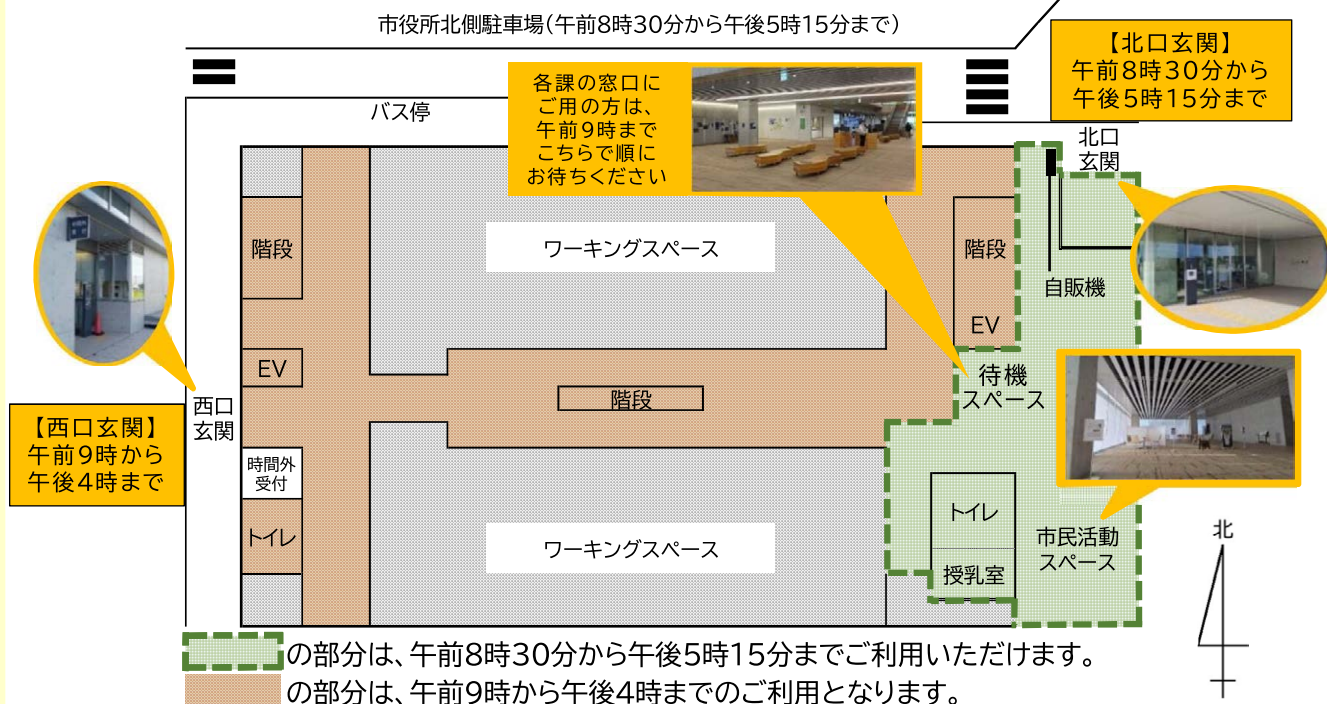 市役所北側駐車場(午前8時30分から午後5時15分まで)
【北口玄関】
午前8時30分から
午後5時15分まで
各課の窓口に
ご用の方は、
午前9時まで
こちらで順に
お待ちください
バス停
北口
玄関
階段
ワーキングスペース
階段
自販機
EV
EV
待機
スペース
階段
西口
玄関
【西口玄関】
午前9時から
午後4時まで
時間外
受付
トイレ
ワーキングスペース
トイレ
授乳室
市民活動
スペース
北
の部分は、午前8時30分から午後5時15分までご利用いただけます。
の部分は、午前9時から午後4時までのご利用となります。